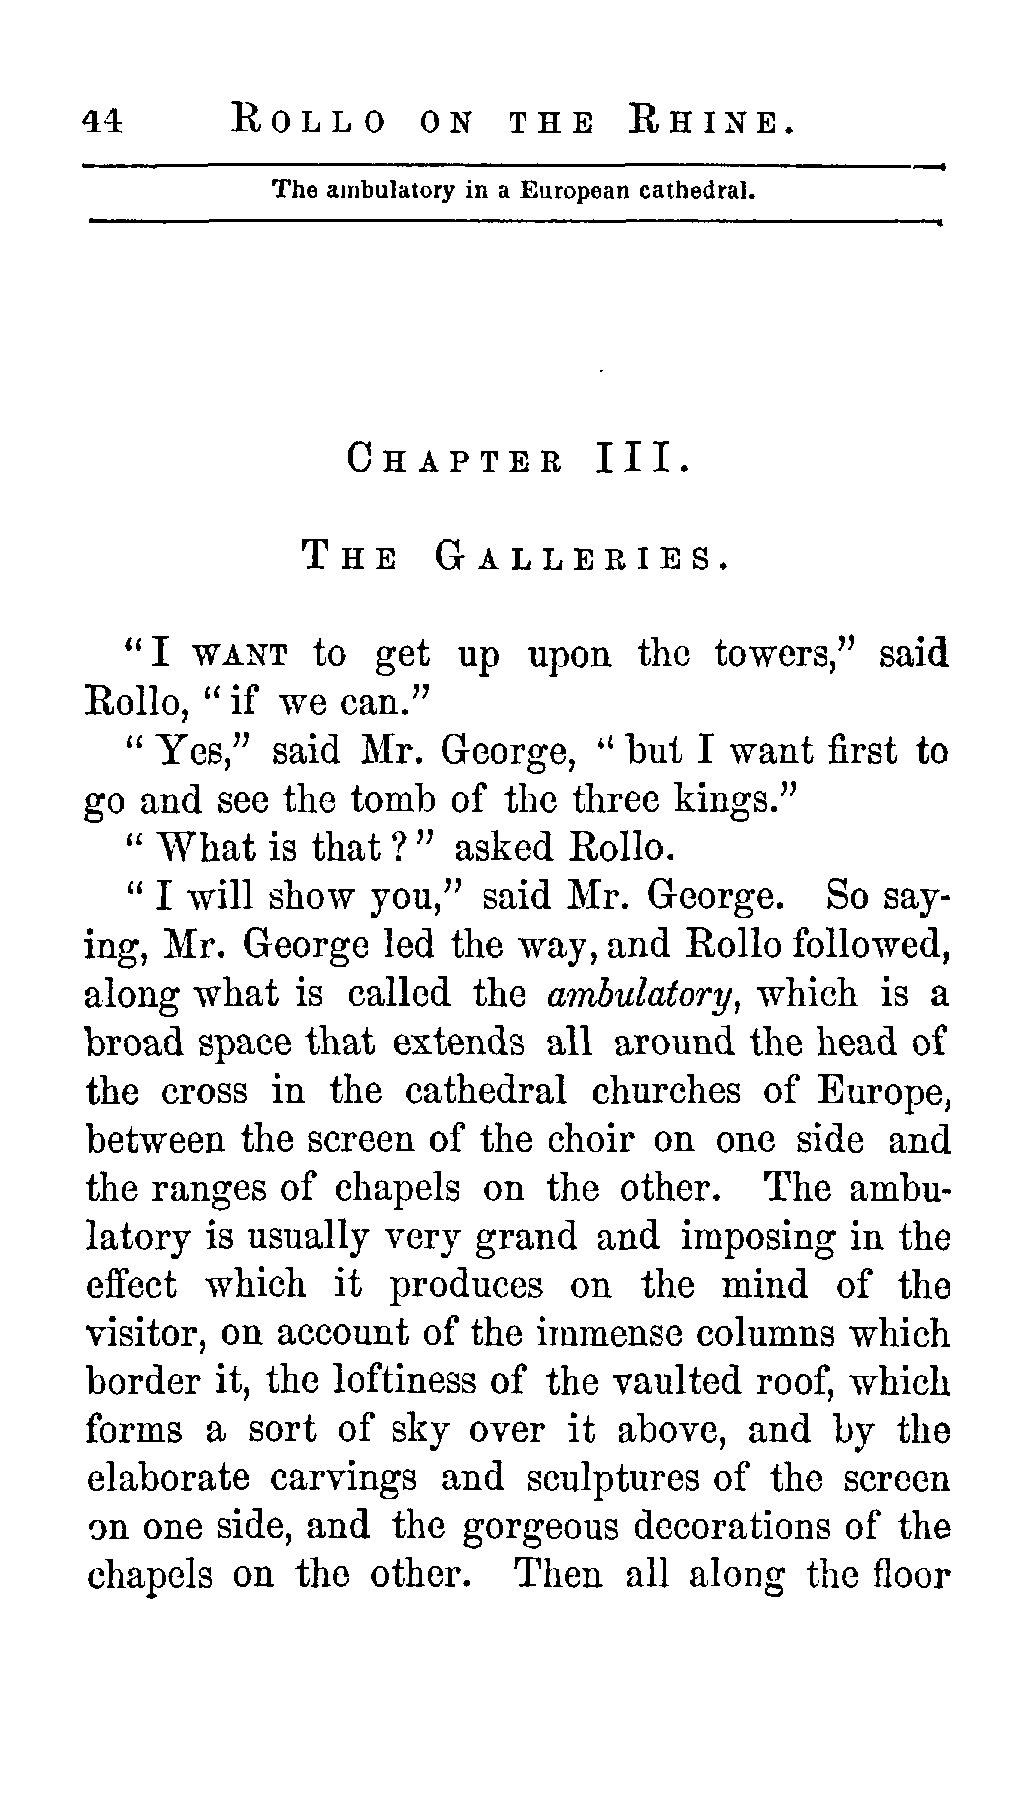 44 ROLLO ON THE RHINE.
The ambulatory in a European cathedral.
CHAPTER III.
THE GALLERIES.
“I WANT to get up upon the towers,” said
Rollo, “if we can.”
“Yes,” said Mr. George, “but I want first to
go and see the tomb of the three kings.”
“What is that?” asked Rollo.
“I will show you,” said Mr. George. So say-
ing, Mr. George led the way, and Rollo followed,
along what is called the ambulatory, which is a
broad space that extends all around the head of
the cross in the cathedral churches of Europe,
between the screen of the choir on one side and
the ranges of chapels on the other. The ambu-
latory is usually very grand and imposing in the
effect which it produces on the mind of the
visitor, on account of the immense columns which
border it, the loftiness of the vaulted roof, which
forms a sort of sky over it above, and by the
elaborate carvings and sculptures of the screen
on one side, and the gorgeous decorations of the
chapels on the other. Then all along the floor